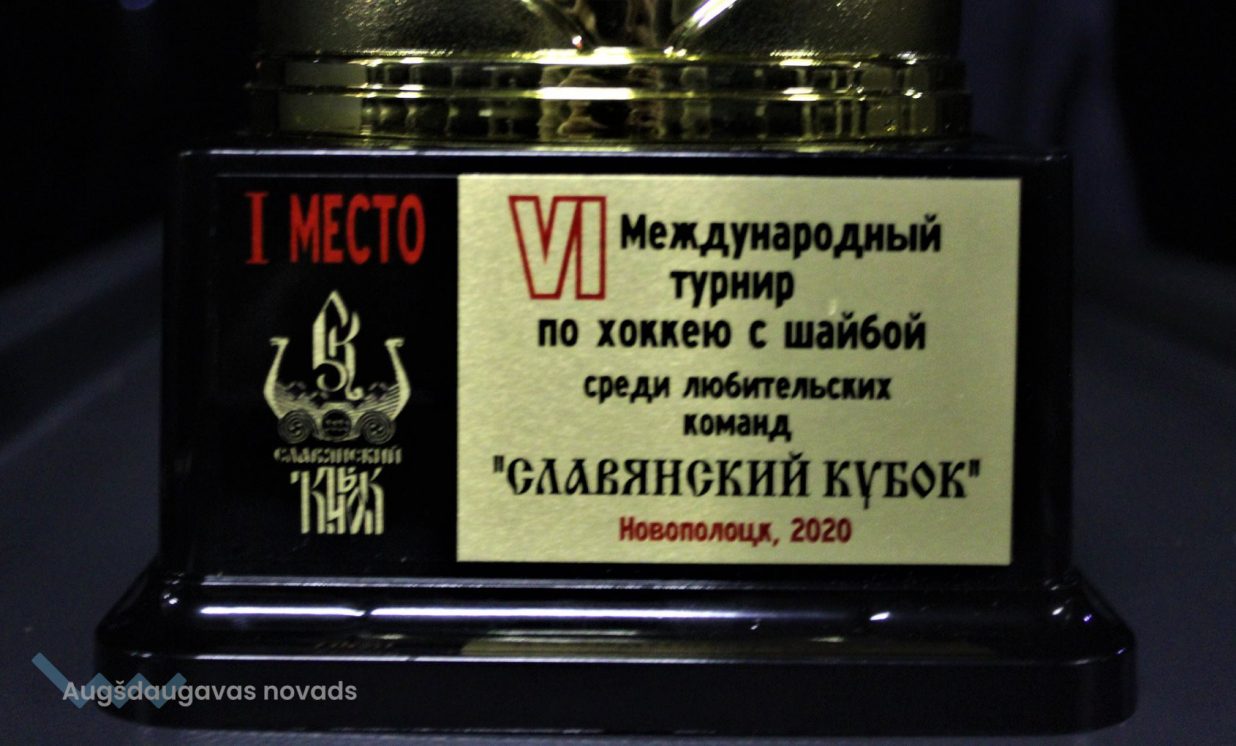 I МЕСТО
СЛАВЯНСКИЙ
КУБОК
VI Международный
турнир
по хоккею с шайбой
среди любительских
команд
"СЛАВЯНСКИЙ КУБОК"
Новополоцк, 2020
Augšdaugavas novads